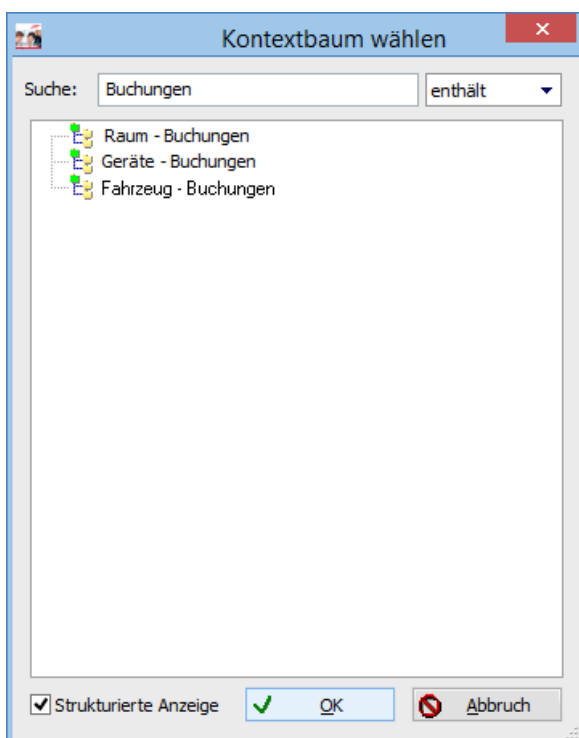 Kontextbaum wählen
Suche: Buchungen enthält
Raum - Buchungen
Geräte - Buchungen
Fahrzeug - Buchungen
Strukturierte Anzeige OK Abbruch